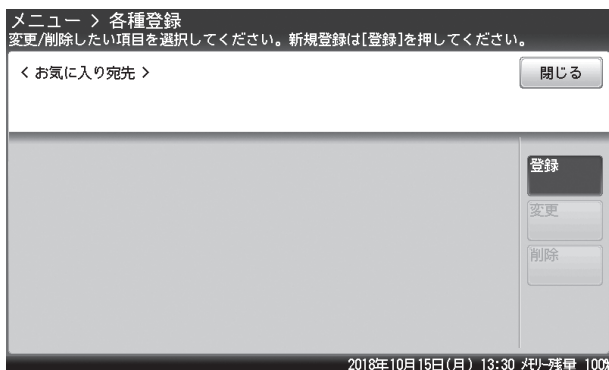 メニュー > 各種登録
変更/削除したい項目を選択してください。新規登録は[登録]を押してください。
< お気に入り宛先 >
閉じる
登録
変更
削除
2018年10月15日(月) 13:30 メモリー残量 100%